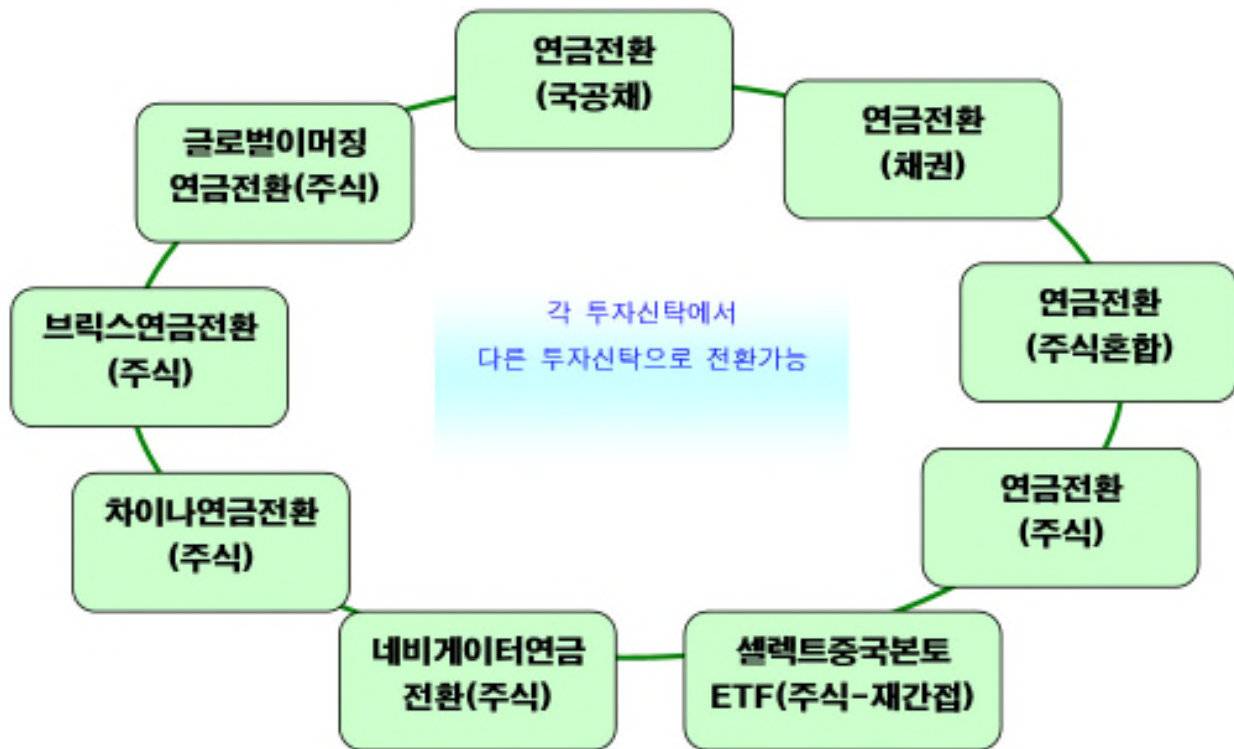 연금전환
(국공채)
연금전환
(채권)
연금전환
(주식혼합)
연금전환
(주식)
셀렉트중국본토
ETF(주식-재간접)
네비게이터연금
전환(주식)
차이나연금전환
(주식)
브릭스연금전환
(주식)
글로벌이머징
연금전환(주식)
각 투자신탁에서
다른 투자신탁으로 전환가능